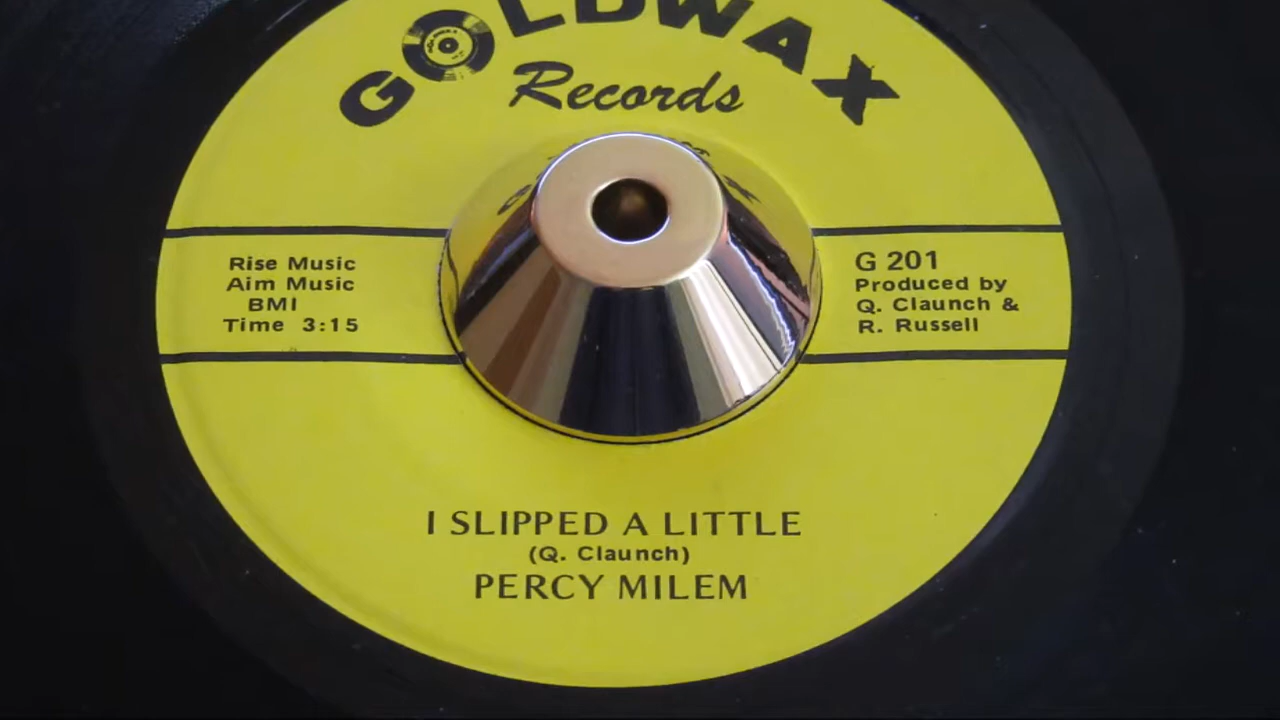 GOLDWAX
Records
Rise Music
Aim Music
BMI
Time 3:15
G 201
Produced by
Q. Claunch &
R. Russell
I SLIPPED A LITTLE
(Q. Claunch)
PERCY MILEM